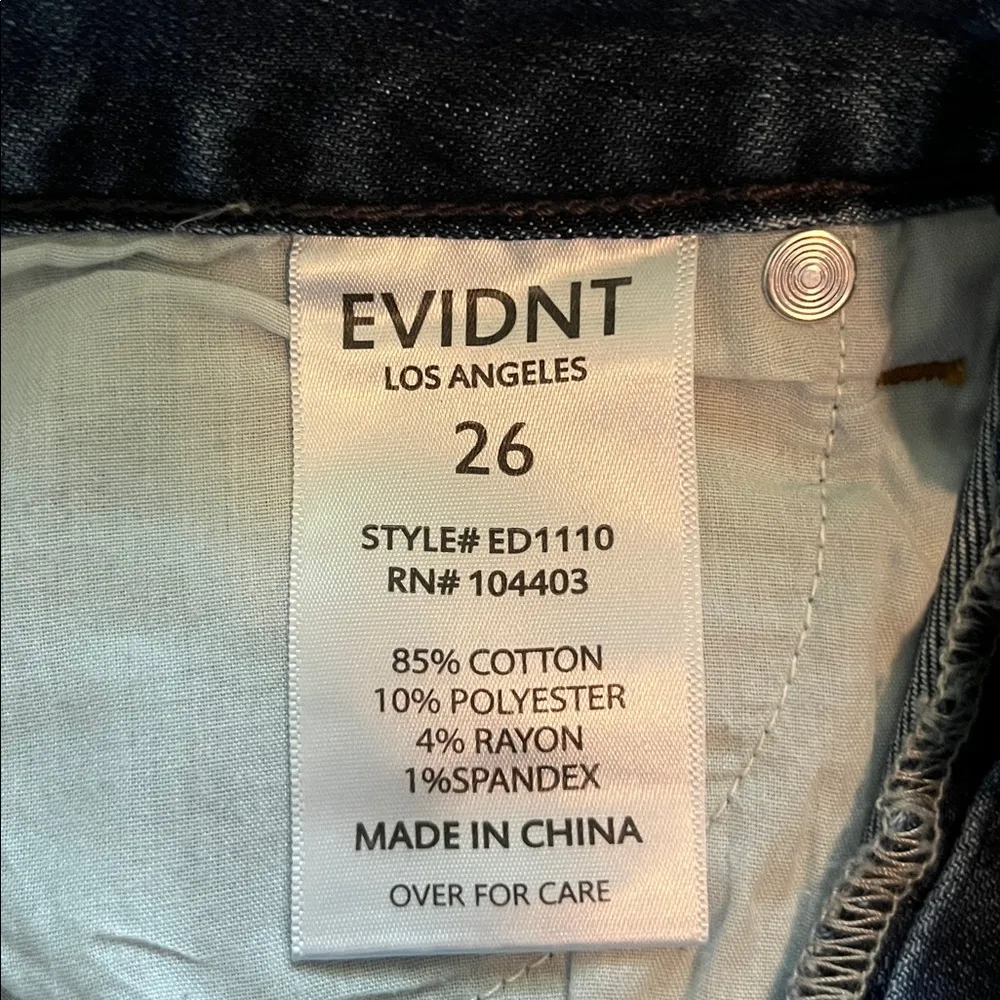 EVIDNT
LOS ANGELES
26
STYLE# ED1110
RN# 104403
85% COTTON
10% POLYESTER
4% RAYON
1%SPANDEX
MADE IN CHINA
OVER FOR CARE